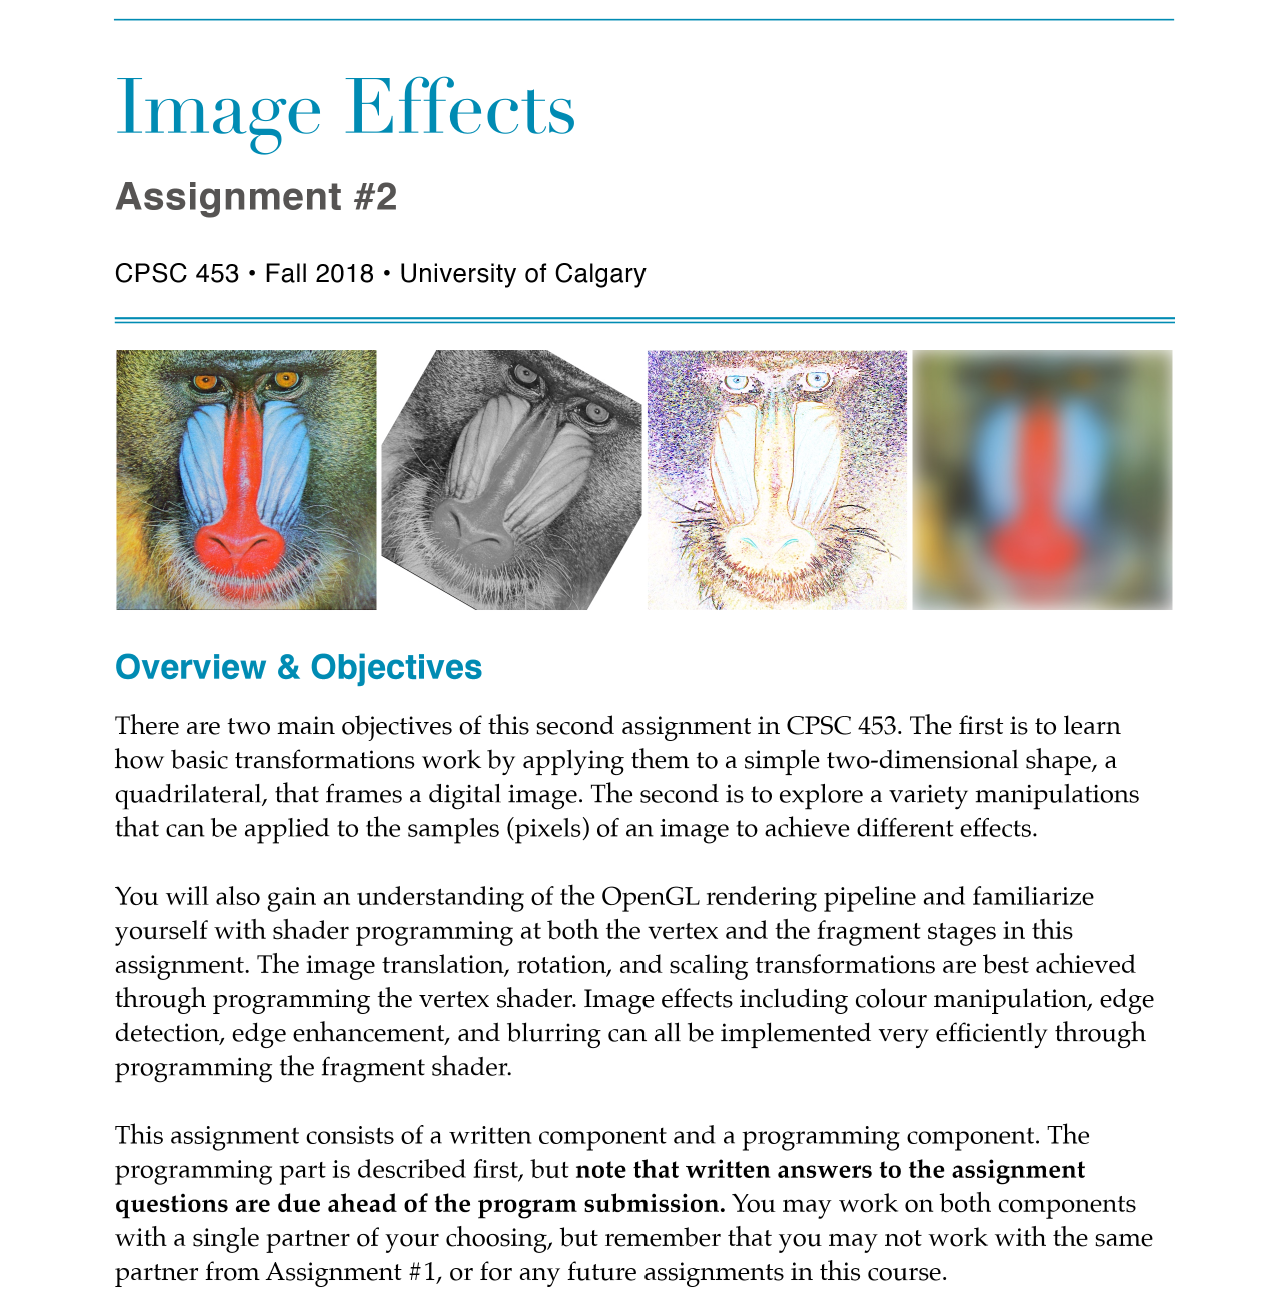 Image Effects
Assignment #2
CPSC 453 • Fall 2018 • University of Calgary
Overview & Objectives
There are two main objectives of this second assignment in CPSC 453. The first is to learn
how basic transformations work by applying them to a simple two-dimensional shape, a
quadrilateral, that frames a digital image. The second is to explore a variety manipulations
that can be applied to the samples (pixels) of an image to achieve different effects.
You will also gain an understanding of the OpenGL rendering pipeline and familiarize
yourself with shader programming at both the vertex and the fragment stages in this
assignment. The image translation, rotation, and scaling transformations are best achieved
through programming the vertex shader. Image effects including colour manipulation, edge
detection, edge enhancement, and blurring can all be implemented very efficiently through
programming the fragment shader.
This assignment consists of a written component and a programming component. The
programming part is described first, but note that written answers to the assignment
questions are due ahead of the program submission. You may work on both components
with a single partner of your choosing, but remember that you may not work with the same
partner from Assignment #1, or for any future assignments in this course.